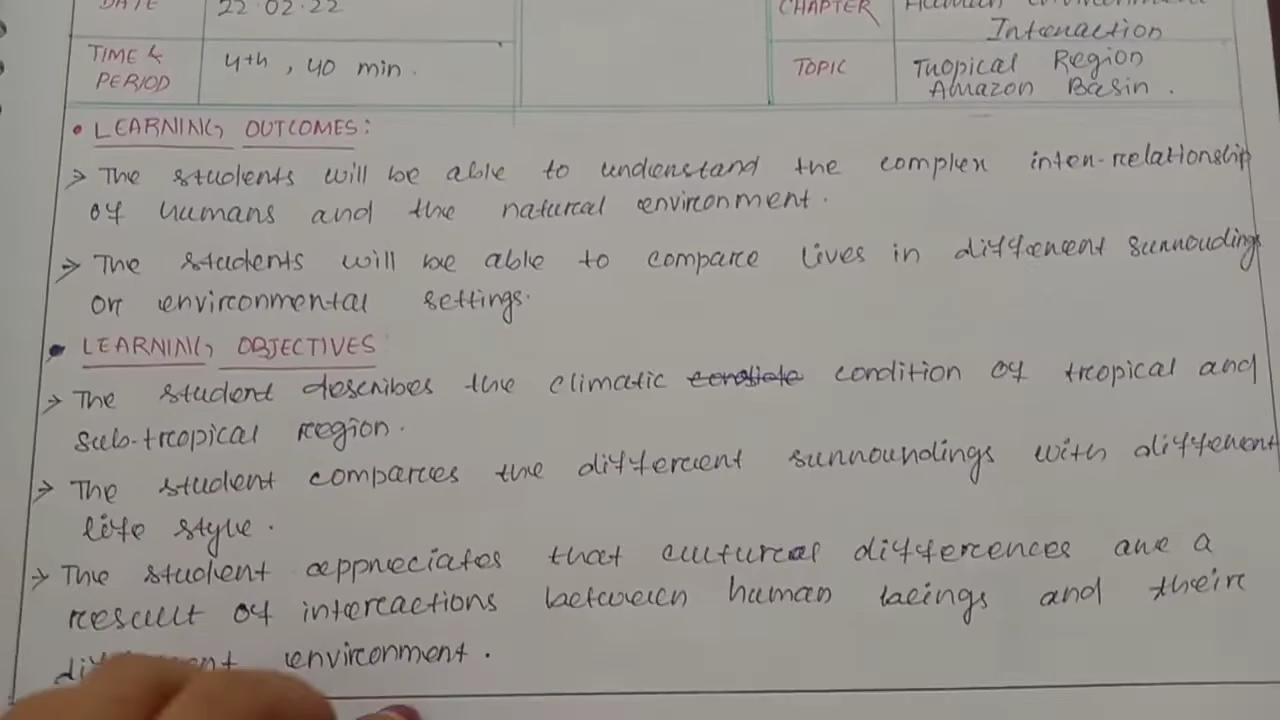 DATE 22.02.22 CHAPTER Human Environment
Interaction
TIME & PERIOD 4th, 40 min. TOPIC Tropical Region
Amazon Basin.
• LEARNING OUTCOMES:
> The students will be able to understand the complex inter-relationship
of humans and the natural environment.
> The students will be able to compare lives in different surroudings
or environmental settings.
• LEARNING OBJECTIVES
> The student describes the climatic condition of tropical and
sub-tropical region.
> The student compares the different surroundings with different
life style.
> The student appreciates that cultural differences are a
result of interactions between human beings and their
different environment.